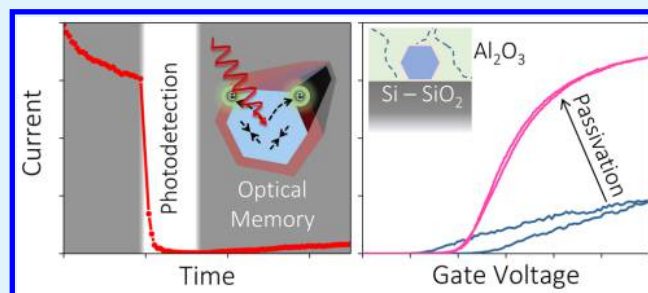 Current
Photodetection
Optical
Memory
Time
Al₂O₃
Si – SiO₂
Passivation
Gate Voltage